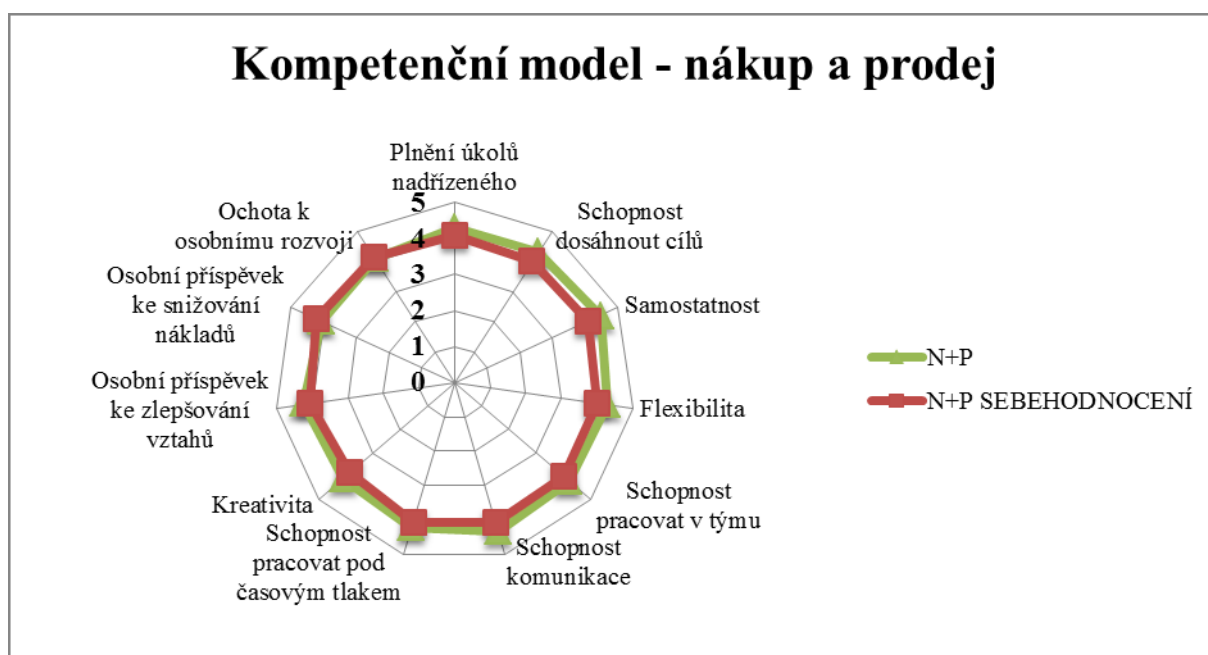 Kompetenční model - nákup a prodej
Plnění úkolů
nadřízeného
Schopnost
dosáhnout cílů
Samostatnost
Flexibilita
Schopnost
pracovat v týmu
Schopnost
komunikace
Schopnost
pracovat pod
časovým tlakem
Kreativita
Osobní příspěvek
ke zlepšování
vztahů
Osobní příspěvek
ke snižování
nákladů
Ochota k
osobnímu rozvoji
5
4
3
2
1
0
N+P
N+P SEBEHODNOCENÍ